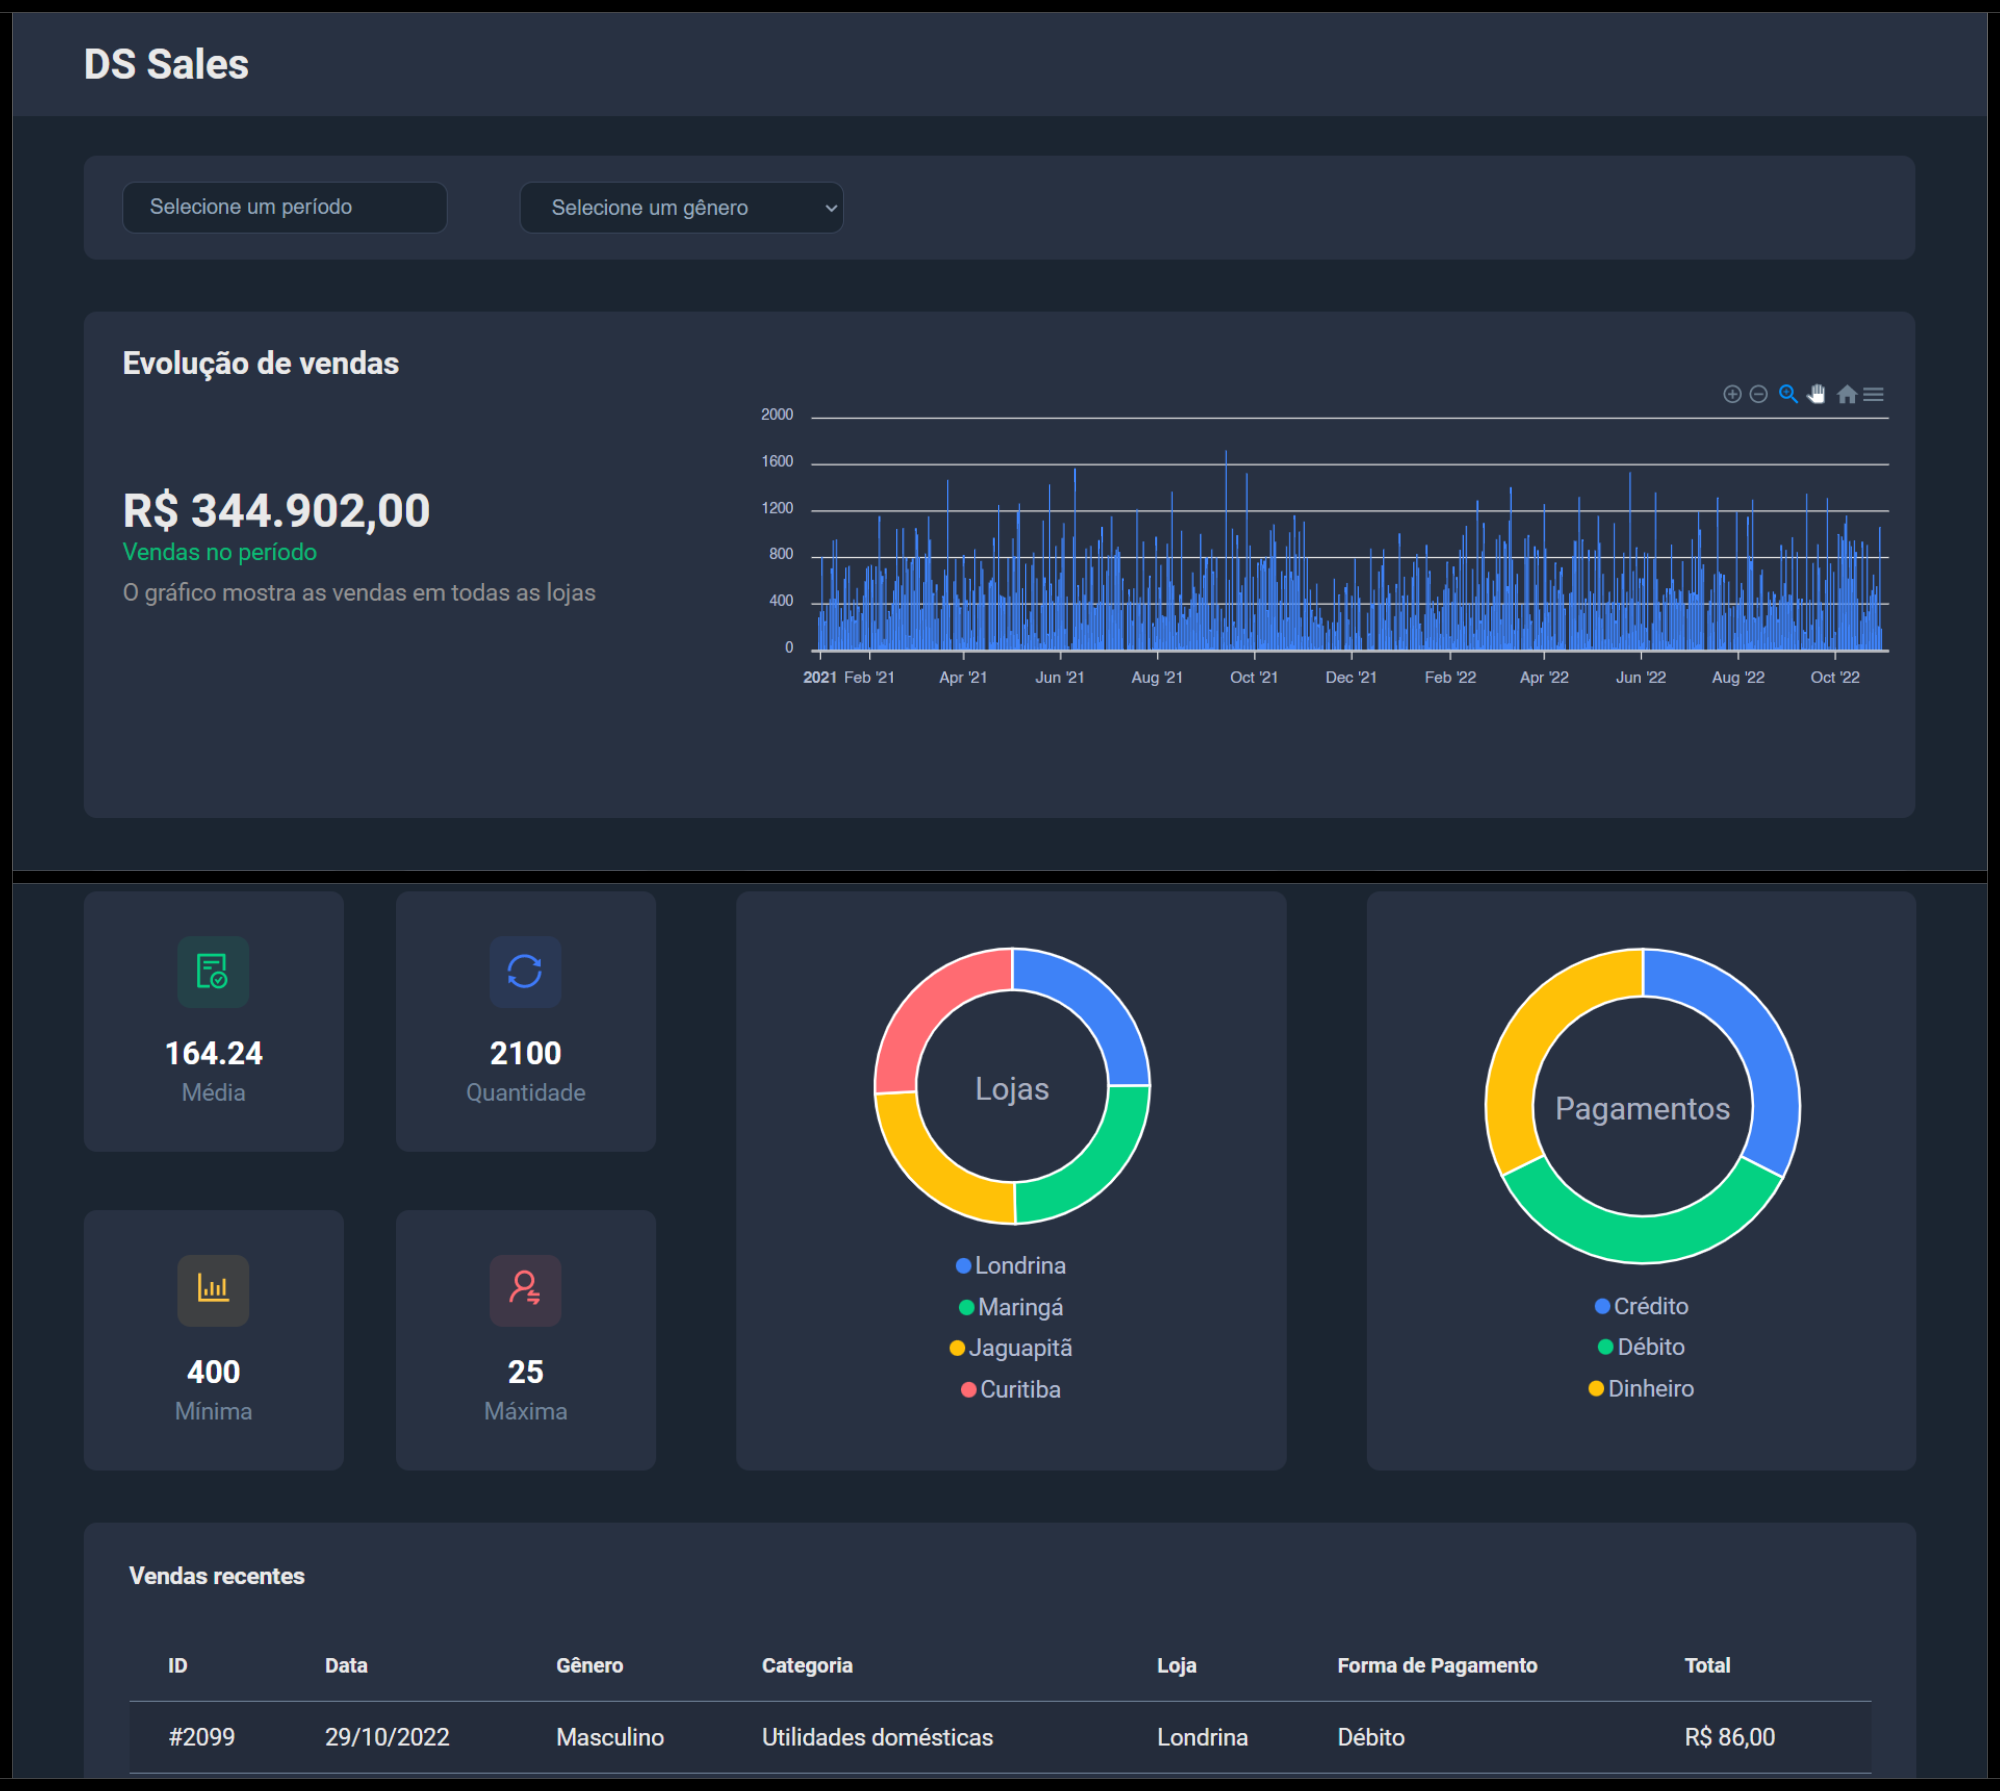 DS Sales
Selecione um período
Selecione um gênero
Evolução de vendas
R$ 344.902,00
Vendas no período
O gráfico mostra as vendas em todas as lojas
2000
1600
1200
800
400
0
2021 Feb '21 Apr '21 Jun '21 Aug '21 Oct '21 Dec '21 Feb '22 Apr '22 Jun '22 Aug '22 Oct '22
164.24
Média
2100
Quantidade
400
Mínima
25
Máxima
Lojas
Londrina
Maringá
Jaguapitã
Curitiba
Pagamentos
Crédito
Débito
Dinheiro
Vendas recentes
ID Data Gênero Categoria Loja Forma de Pagamento Total
#2099 29/10/2022 Masculino Utilidades domésticas Londrina Débito R$ 86,00